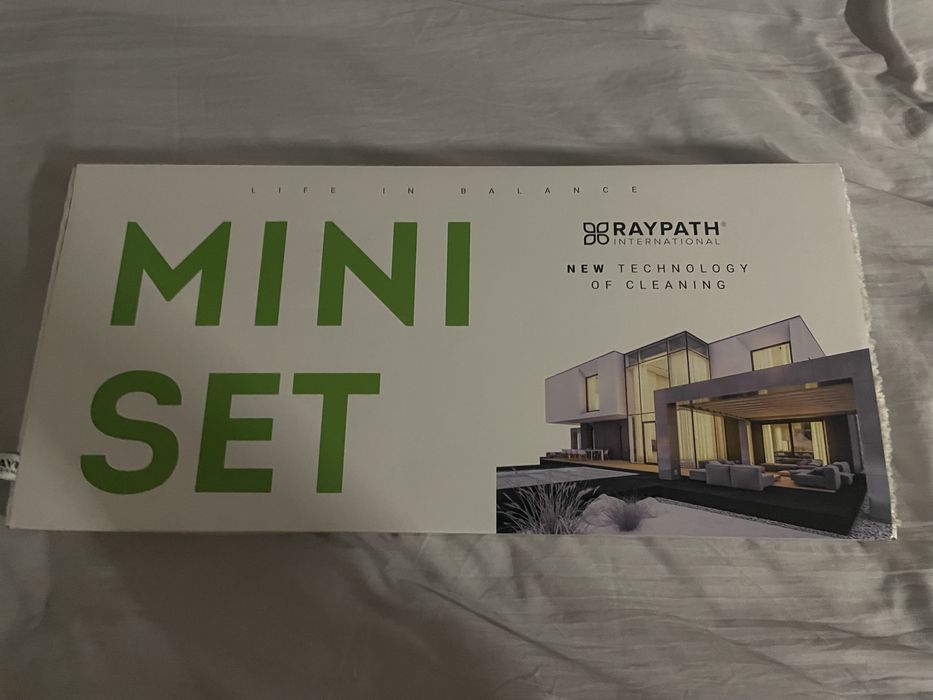 LIFE IN BALANCE
MINI
SET
RAYPATH®
INTERNATIONAL
NEW TECHNOLOGY
OF CLEANING